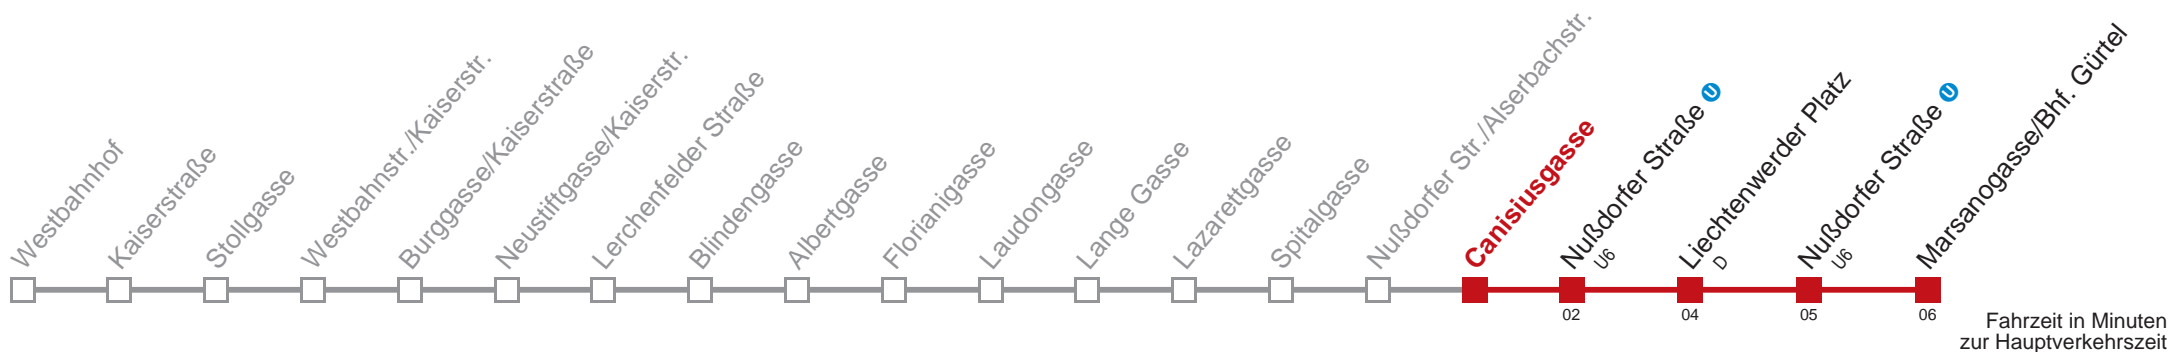 Westbahnhof
Kaiserstraße
Stollgasse
Westbahnstr./Kaiserstr.
Burggasse/Kaiserstraße
Neustiftgasse/Kaiserstr.
Lerchenfelder Straße
Blindengasse
Albertgasse
Florianigasse
Laudongasse
Lange Gasse
Lazarettgasse
Spitalgasse
Nußdorfer Str./Alserbachstr.
Canisiusgasse
Nußdorfer Straße U
U6
Liechtenwerder Platz
D
Nußdorfer Straße U
U6
Marsanogasse/Bhf. Gürtel
02
04
05
06
Fahrzeit in Minuten
zur Hauptverkehrszeit